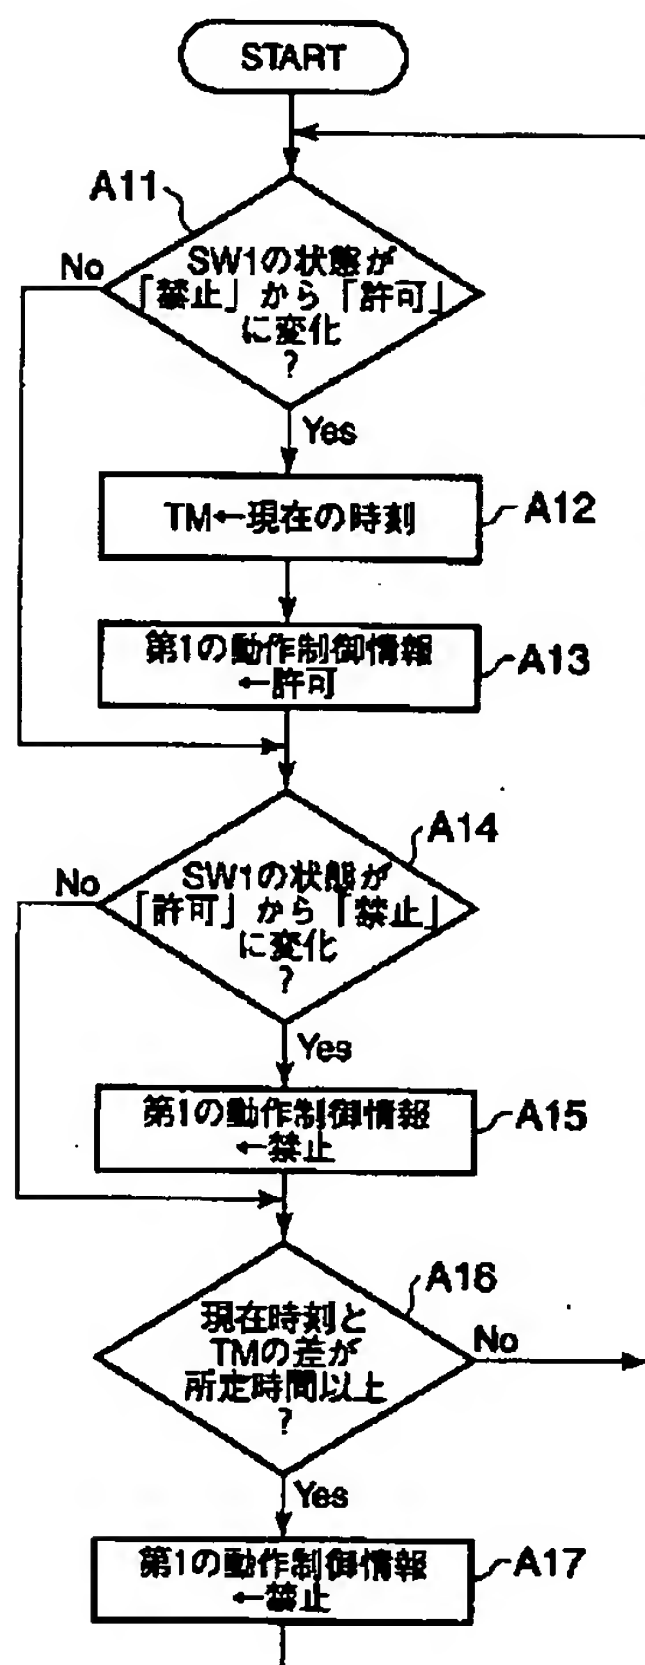 START
A11
No
SW1の状態が
「禁止」から「許可」
に変化
?
Yes
TM←現在の時刻
A12
第1の動作制御情報
←許可
A13
A14
No
SW1の状態が
「許可」から「禁止」
に変化
?
Yes
第1の動作制御情報
←禁止
A15
A16
現在時刻と
TMの差が
所定時間以上
?
No
Yes
第1の動作制御情報
←禁止
A17